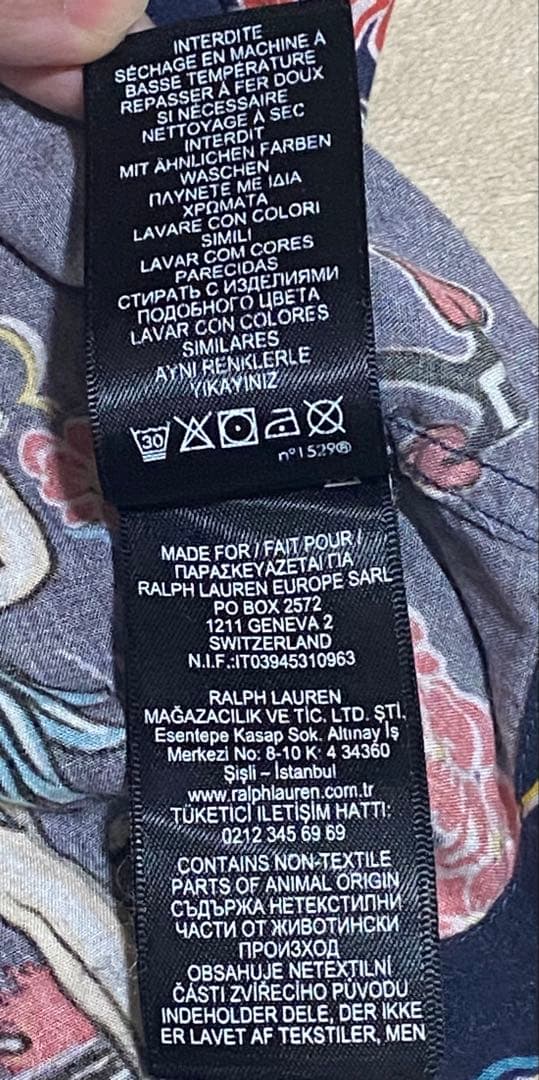 INTERDITE
SÉCHAGE EN MACHINE À
BASSE TEMPÉRATURE
REPASSER À FER DOUX
SI NÉCESSAIRE
NETTOYAGE À SEC
INTERDIT
MIT ÄHNLICHEN FARBEN
WASCHEN
ΠΛΥΝΕΤΕ ΜΕ ΙΔΙΑ
ΧΡΩΜΑΤΑ
LAVARE CON COLORI
SIMILI
LAVAR COM CORES
PARECIDAS
СТИРАТЬ С ИЗДЕЛИЯМИ
ПОДОБНОГО ЦВЕТА
LAVAR CON COLORES
SIMILARES
AYNI RENKLERLE
YIKAYINIZ
30
nº1529®
MADE FOR / FAIT POUR /
ΠΑΡΑΣΚΕΥΑΖΕΤΑΙ ΓΙΑ
RALPH LAUREN EUROPE SARL
PO BOX 2572
1211 GENEVA 2
SWITZERLAND
N.I.F.:IT03945310963
RALPH LAUREN
MAĞAZACILIK VE TİC. LTD. ŞTİ.
Esentepe Kasap Sok. Altınay İş
Merkezi No: 8-10 K: 4 34360
Şişli – İstanbul
www.ralphlauren.com.tr
TÜKETİCİ İLETİŞİM HATTI:
0212 345 69 69
CONTAINS NON-TEXTILE
PARTS OF ANIMAL ORIGIN
СЪДЪРЖА НЕТЕКСТИЛНИ
ЧАСТИ ОТ ЖИВОТИНСКИ
ПРОИЗХОД
OBSAHUJE NETEXTILNÍ
ČÁSTI ZVÍŘECÍHO PŮVODU
INDEHOLDER DELE, DER IKKE
ER LAVET AF TEKSTILER, MEN